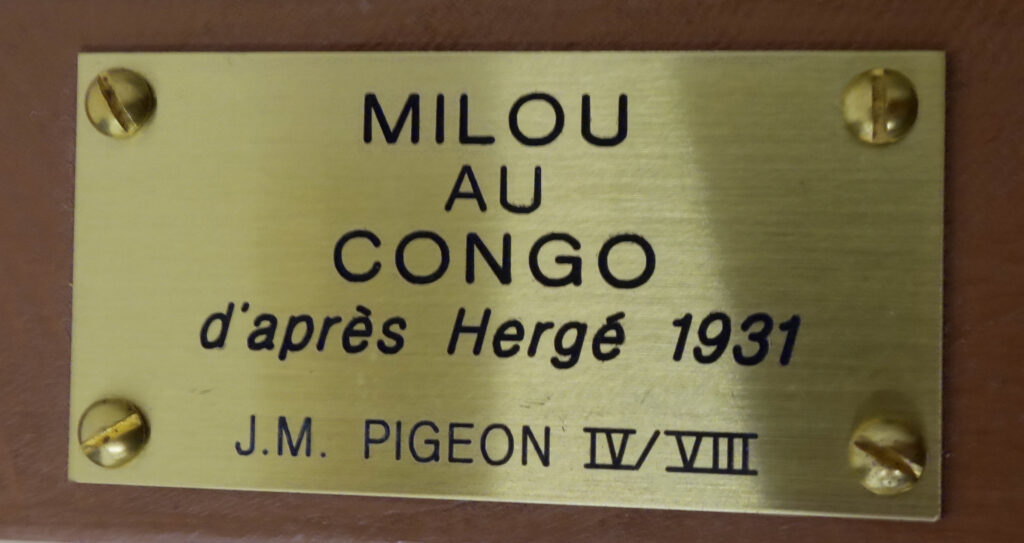 MILOU
AU
CONGO
d'après Hergé 1931
J.M. PIGEON IV/VIII